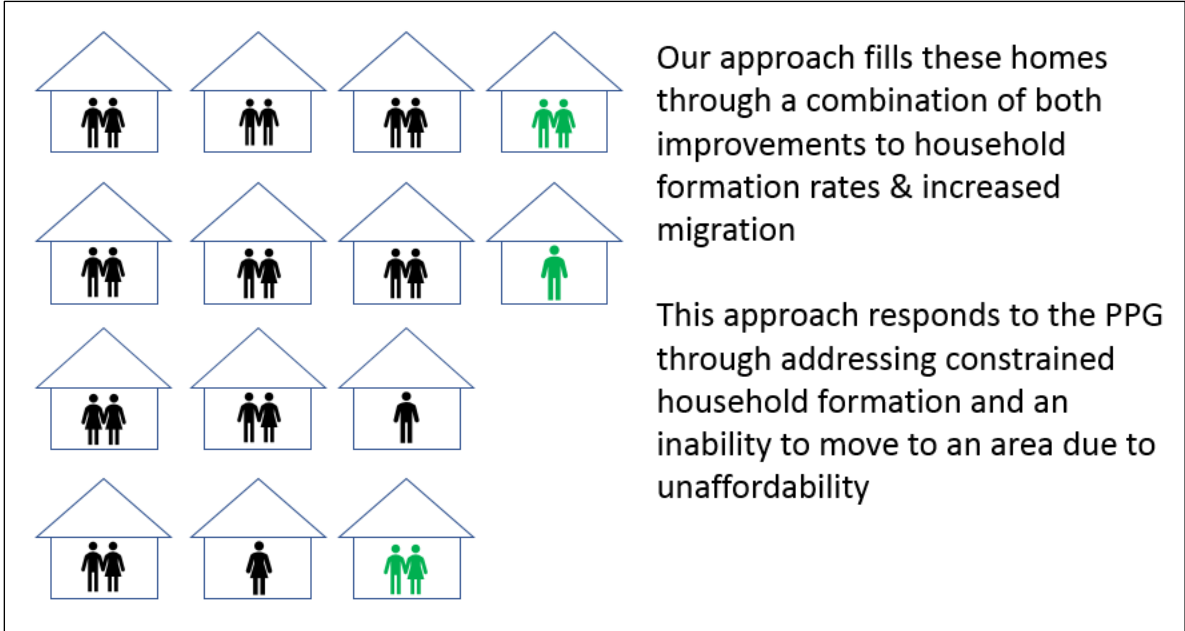 Our approach fills these homes
through a combination of both
improvements to household
formation rates & increased
migration
This approach responds to the PPG
through addressing constrained
household formation and an
inability to move to an area due to
unaffordability